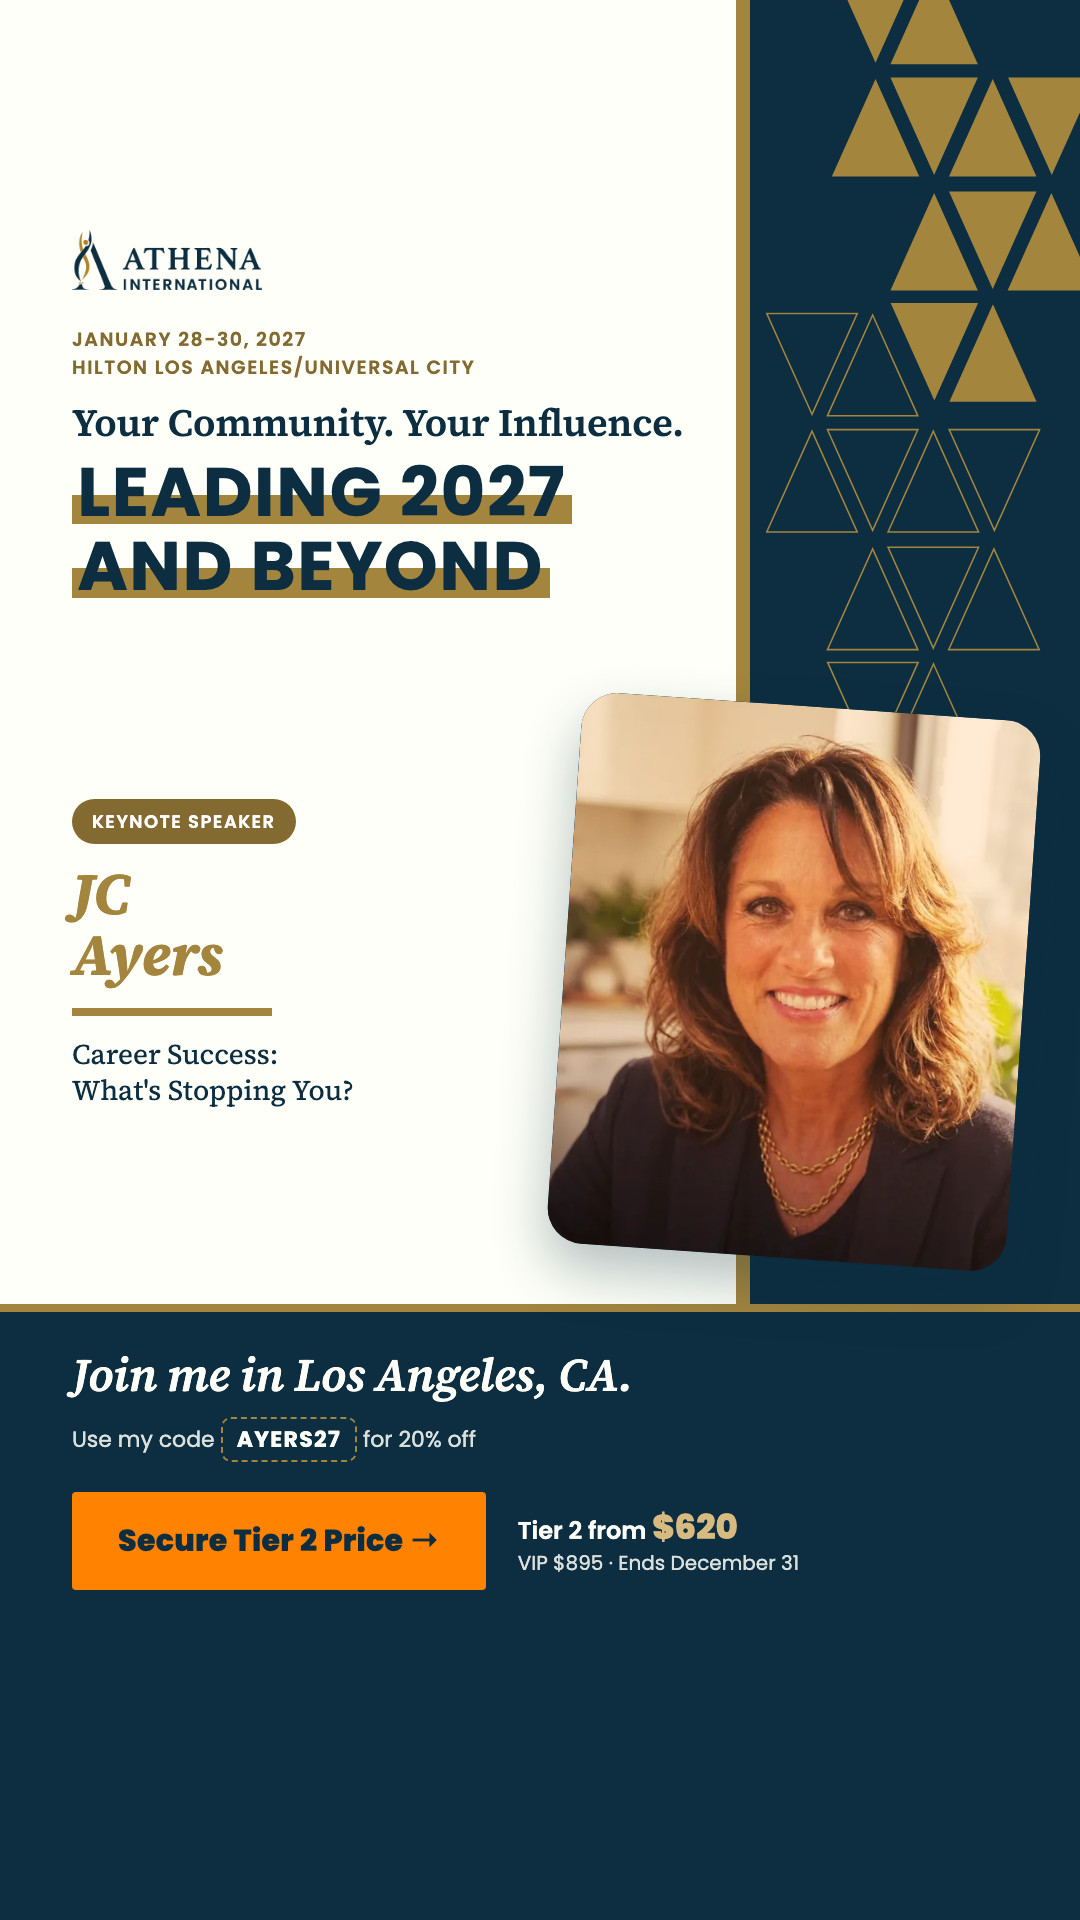 ATHENA
INTERNATIONAL
JANUARY 28-30, 2027
HILTON LOS ANGELES/UNIVERSAL CITY
Your Community. Your Influence.
LEADING 2027
AND BEYOND
KEYNOTE SPEAKER
JC
Ayers
Career Success:
What's Stopping You?
Join me in Los Angeles, CA.
Use my code AYERS27 for 20% off
Secure Tier 2 Price →
Tier 2 from $620
VIP $895 · Ends December 31